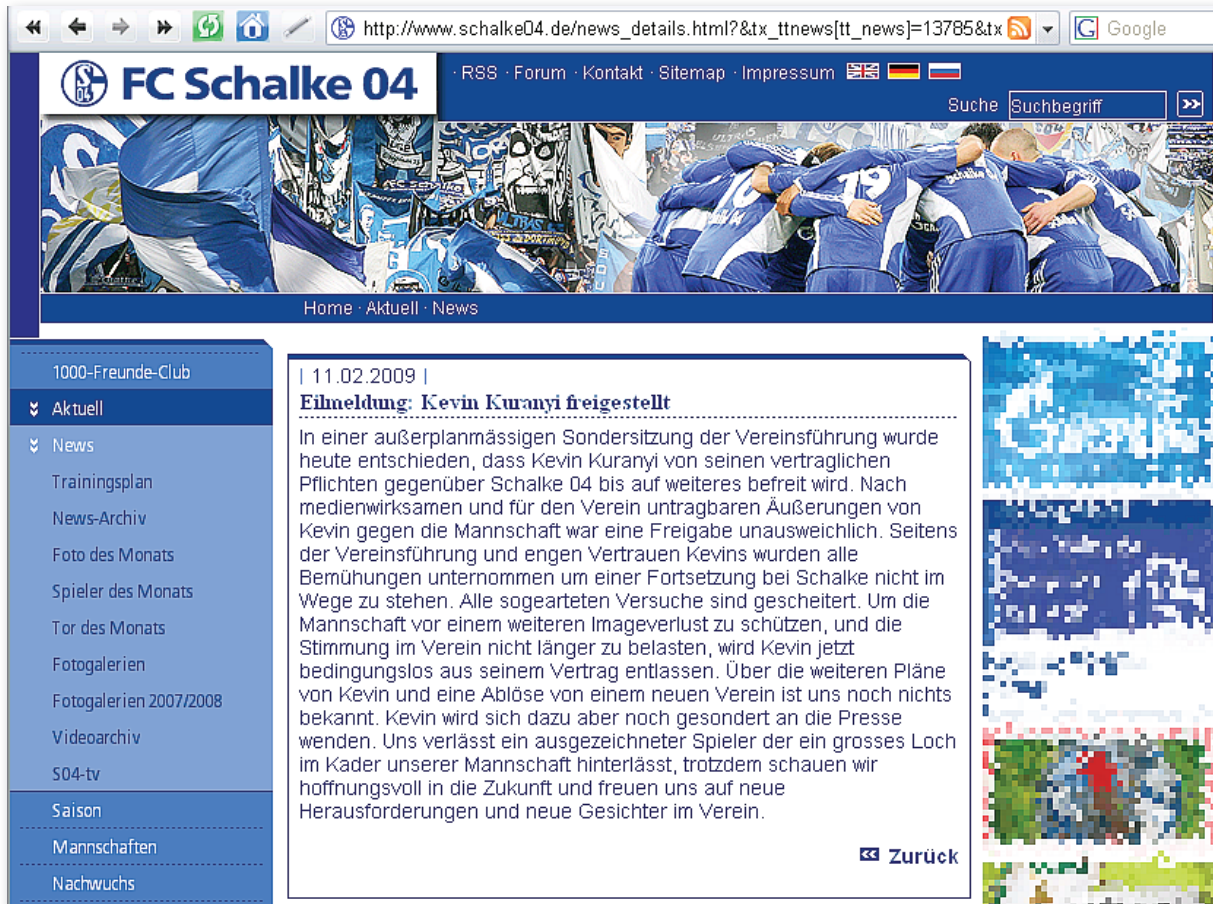 http://www.schalke04.de/news_details.html?&tx_ttnews[tt_news]=13785&tx
Google
FC Schalke 04
· RSS · Forum · Kontakt · Sitemap · Impressum
Suche Suchbegriff
Home · Aktuell · News
1000-Freunde-Club
Aktuell
News
Trainingsplan
News-Archiv
Foto des Monats
Spieler des Monats
Tor des Monats
Fotogalerien
Fotogalerien 2007/2008
Videoarchiv
S04-tv
Saison
Mannschaften
Nachwuchs
| 11.02.2009 |
Eilmeldung: Kevin Kuranyi freigestellt
In einer außerplanmässigen Sondersitzung der Vereinsführung wurde
heute entschieden, dass Kevin Kuranyi von seinen vertraglichen
Pflichten gegenüber Schalke 04 bis auf weiteres befreit wird. Nach
medienwirksamen und für den Verein untragbaren Äußerungen von
Kevin gegen die Mannschaft war eine Freigabe unausweichlich. Seitens
der Vereinsführung und engen Vertrauen Kevins wurden alle
Bemühungen unternommen um einer Fortsetzung bei Schalke nicht im
Wege zu stehen. Alle sogearteten Versuche sind gescheitert. Um die
Mannschaft vor einem weiteren Imageverlust zu schützen, und die
Stimmung im Verein nicht länger zu belasten, wird Kevin jetzt
bedingungslos aus seinem Vertrag entlassen. Über die weiteren Pläne
von Kevin und eine Ablöse von einem neuen Verein ist uns noch nichts
bekannt. Kevin wird sich dazu aber noch gesondert an die Presse
wenden. Uns verlässt ein ausgezeichneter Spieler der ein grosses Loch
im Kader unserer Mannschaft hinterlässt, trotzdem schauen wir
hoffnungsvoll in die Zukunft und freuen uns auf neue
Herausforderungen und neue Gesichter im Verein.
Zurück